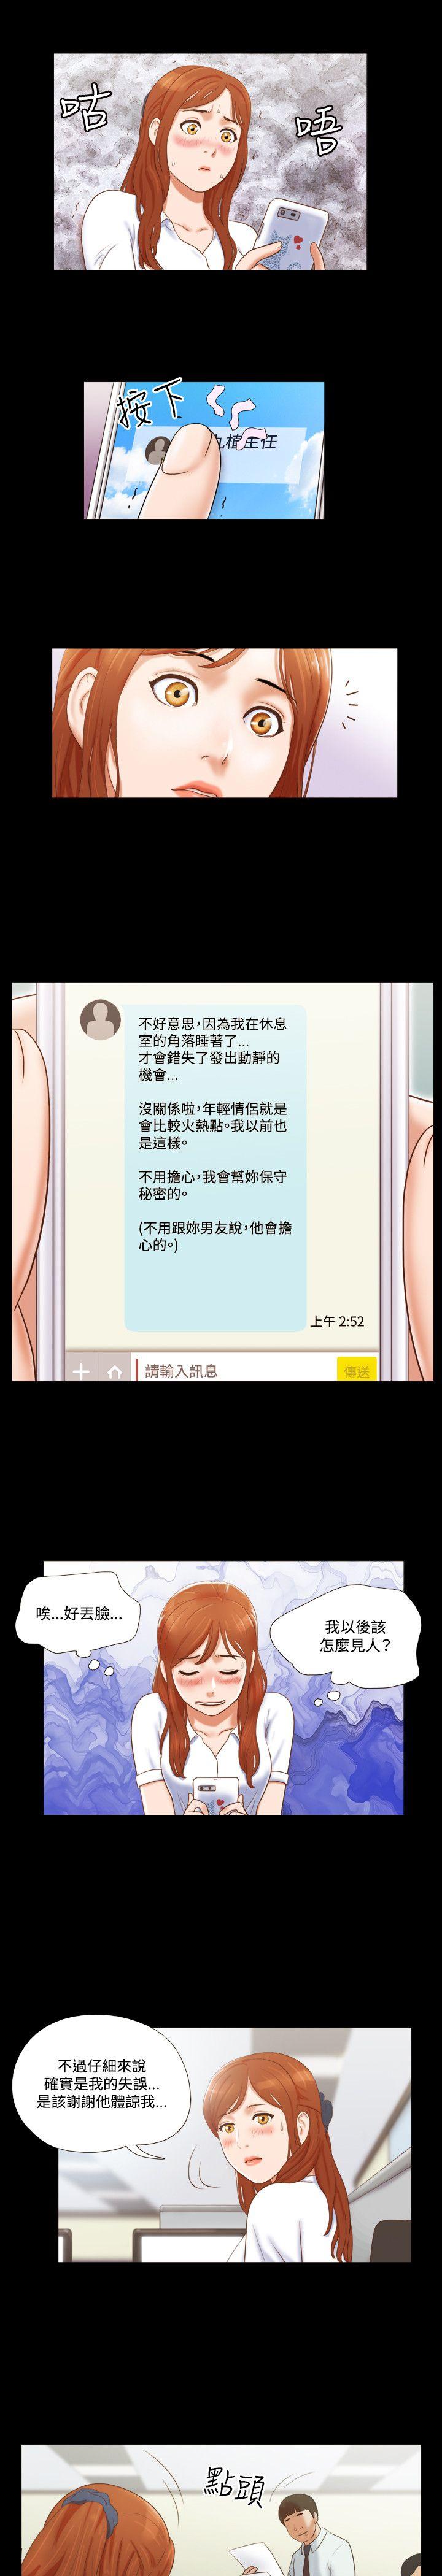 咕
唔
按下
植主任
不好意思,因為我在休息
室的角落睡著了...
才會錯失了發出動靜的
機會...
沒關係啦,年輕情侶就是
會比較火熱點。我以前也
是這樣。
不用擔心,我會幫妳保守
秘密的。
(不用跟妳男友說,他會擔
心的。)
上午 2:52
請輸入訊息
傳送
唉...好丟臉...
我以後該
怎麼見人?
不過仔細來說
確實是我的失誤...
是該謝謝他體諒我...
點頭